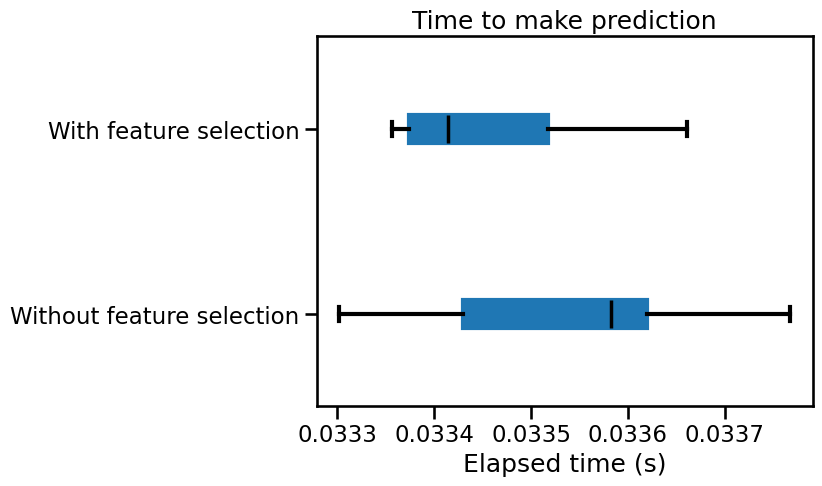 Time to make prediction
With feature selection
Without feature selection
0.0333 0.0334 0.0335 0.0336 0.0337
Elapsed time (s)